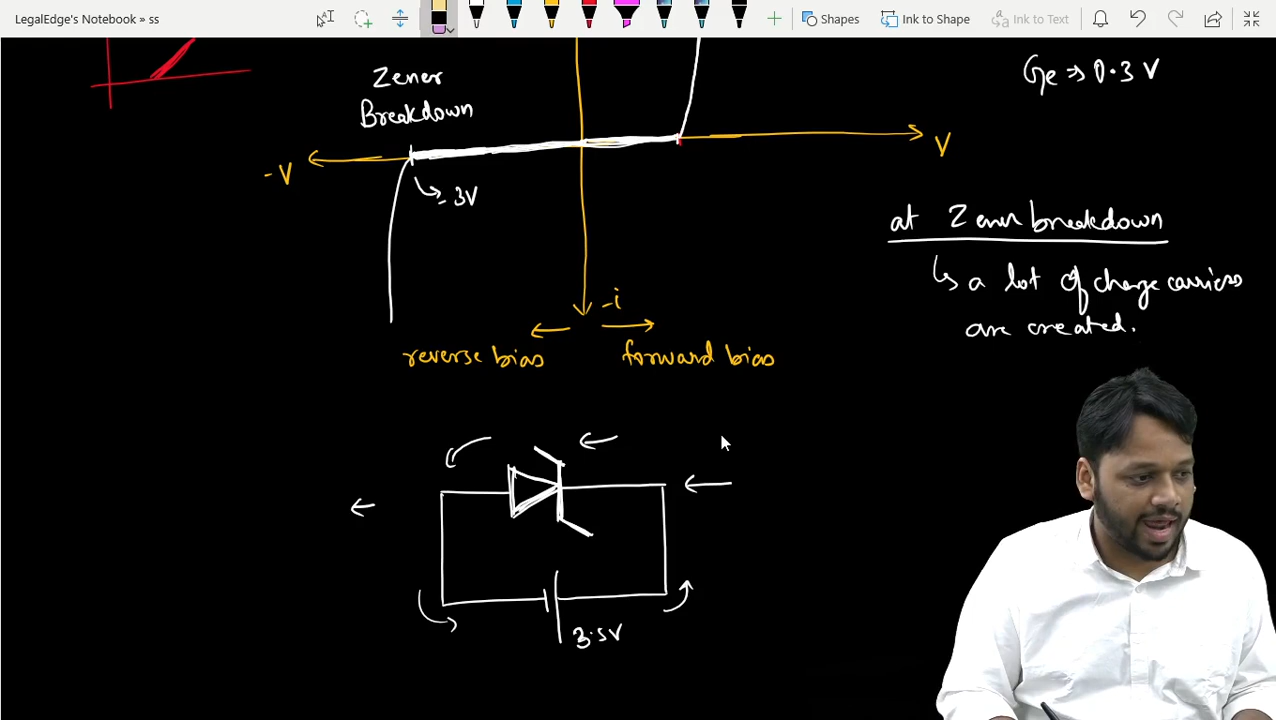 LegalEdge's Notebook » ss
Shapes
Ink to Shape
Ink to Text
Zener
Breakdown
Ge => 0.3 V
-V
V
- 3V
at Zener breakdown
↳ a lot of charge carriers
are created.
-i
reverse bias
forward bias
3.5V